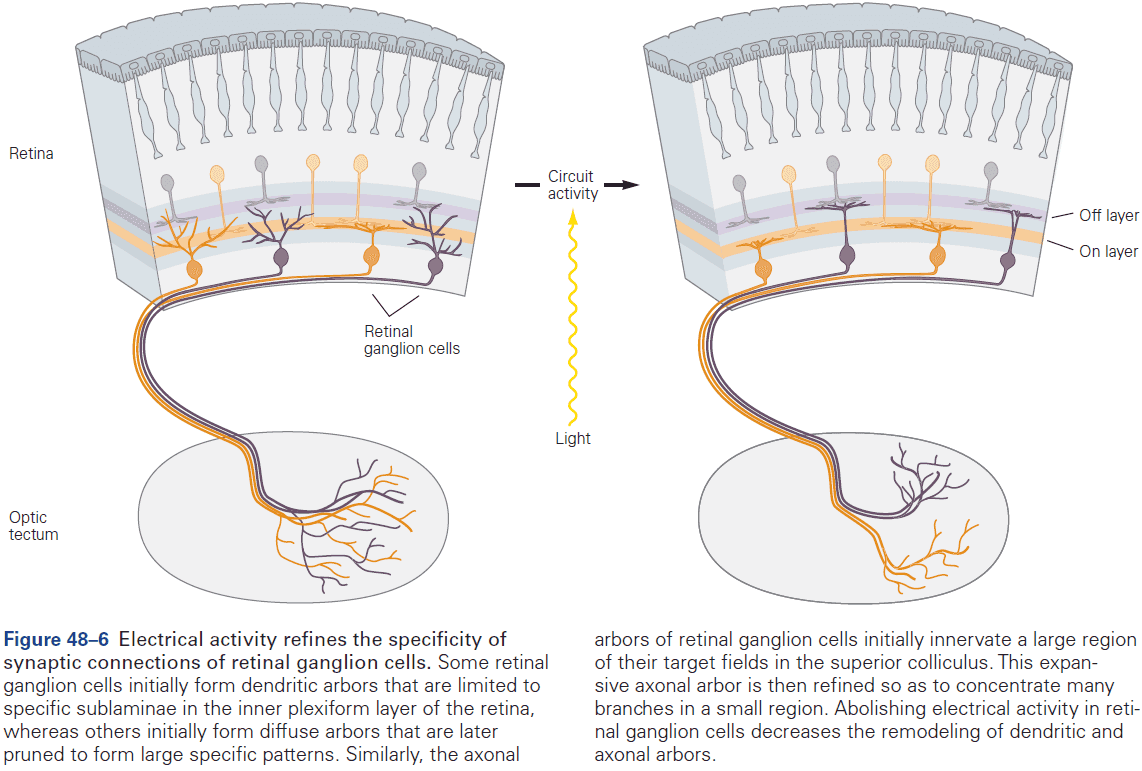 Retina
Circuit
activity
Off layer
On layer
Retinal
ganglion cells
Light
Optic
tectum
Figure 48–6 Electrical activity refines the specificity of
synaptic connections of retinal ganglion cells. Some retinal
ganglion cells initially form dendritic arbors that are limited to
specific sublaminae in the inner plexiform layer of the retina,
whereas others initially form diffuse arbors that are later
pruned to form large specific patterns. Similarly, the axonal
arbors of retinal ganglion cells initially innervate a large region
of their target fields in the superior colliculus. This expan-
sive axonal arbor is then refined so as to concentrate many
branches in a small region. Abolishing electrical activity in reti-
nal ganglion cells decreases the remodeling of dendritic and
axonal arbors.